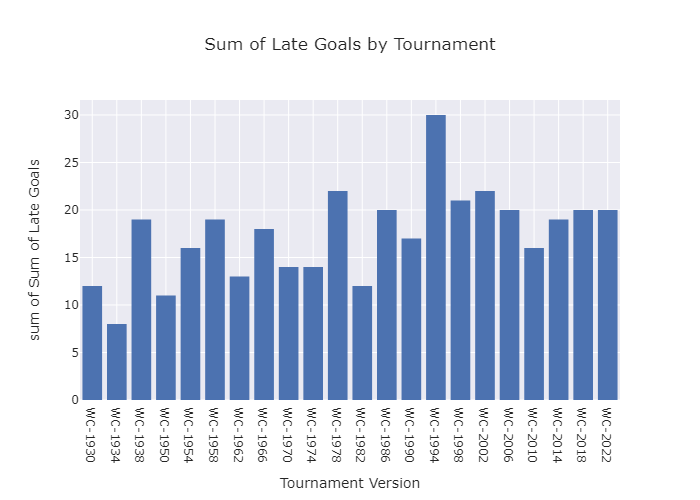 Sum of Late Goals by Tournament
sum of Sum of Late Goals
30
25
20
15
10
5
0
WC-1930
WC-1934
WC-1938
WC-1950
WC-1954
WC-1958
WC-1962
WC-1966
WC-1970
WC-1974
WC-1978
WC-1982
WC-1986
WC-1990
WC-1994
WC-1998
WC-2002
WC-2006
WC-2010
WC-2014
WC-2018
WC-2022
Tournament Version